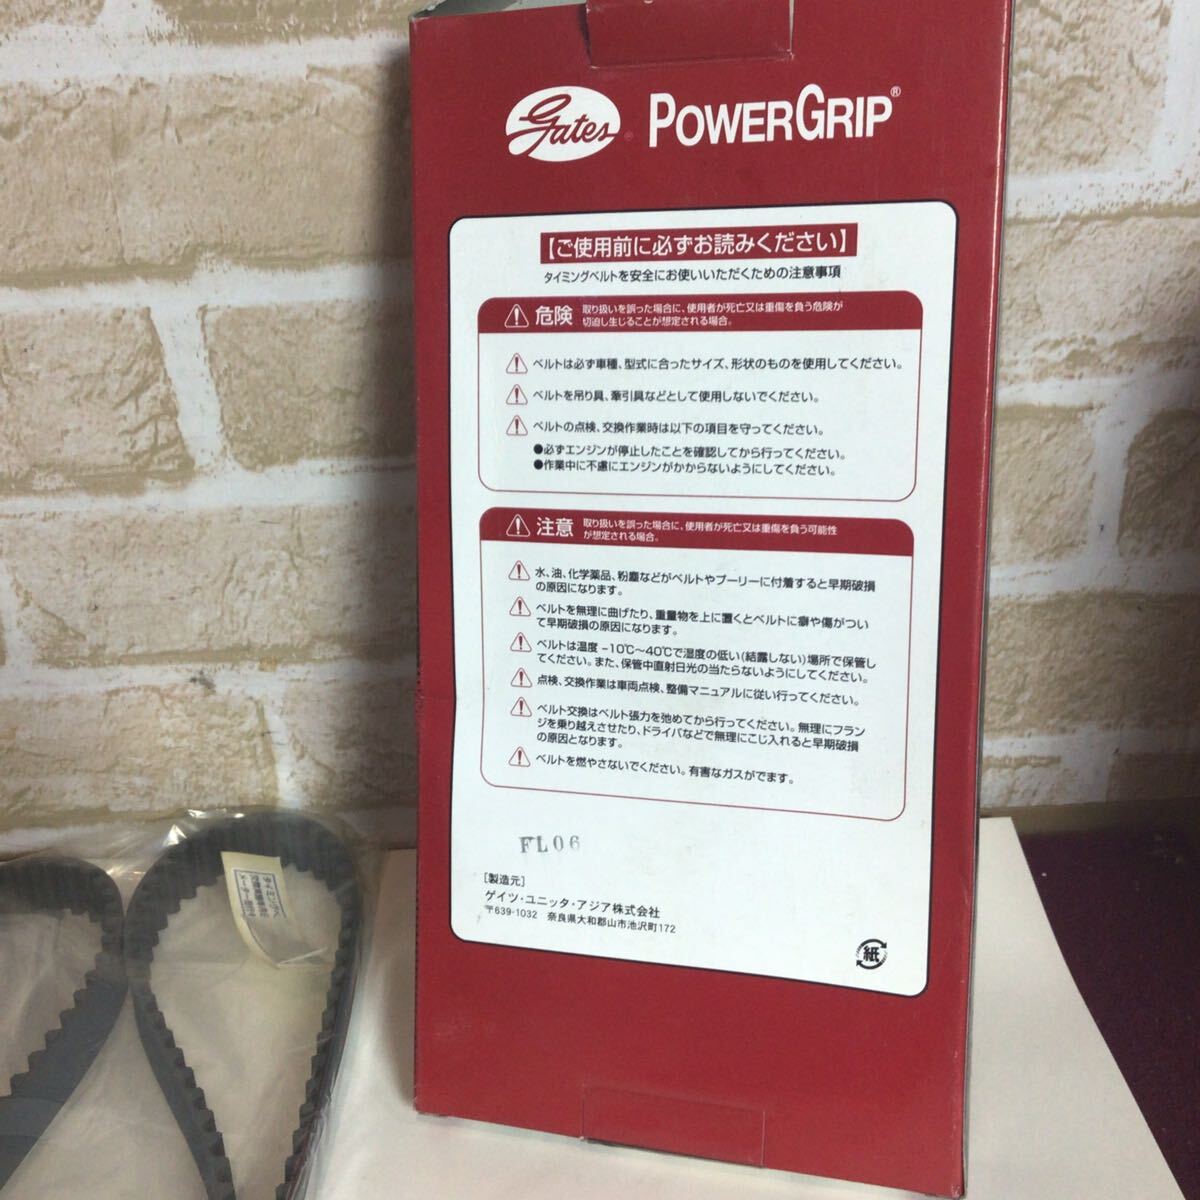 Gates® POWERGRIP®
【ご使用前に必ずお読みください】
タイミングベルトを安全にお使いいただくための注意事項
危険 取り扱いを誤った場合に、使用者が死亡又は重傷を負う危険が
切迫し生じることが想定される場合。
ベルトは必ず車種、型式に合ったサイズ、形状のものを使用してください。
ベルトを吊り具、牽引具などとして使用しないでください。
ベルトの点検、交換作業時は以下の項目を守ってください。
●必ずエンジンが停止したことを確認してから行ってください。
●作業中に不慮にエンジンがかからないようにしてください。
注意 取り扱いを誤った場合に、使用者が死亡又は重傷を負う可能性
が想定される場合。
水、油、化学薬品、粉塵などがベルトやプーリーに付着すると早期破損
の原因になります。
ベルトを無理に曲げたり、重量物を上に置くとベルトに癖や傷がつい
て早期破損の原因になります。
ベルトは温度 -10℃〜40℃で湿度の低い(結露しない)場所で保管し
てください。また、保管中直射日光の当たらないようにしてください。
点検、交換作業は車両点検、整備マニュアルに従い行ってください。
ベルト交換はベルト張力を弛めてから行ってください。無理にフラン
ジを乗り越えさせたり、ドライバなどで無理にこじ入れると早期破損
の原因となります。
ベルトを燃やさないでください。有害なガスがでます。
FL06
[製造元]
ゲイツ・ユニッタ・アジア株式会社
〒639-1032 奈良県大和郡山市池沢町172
紙